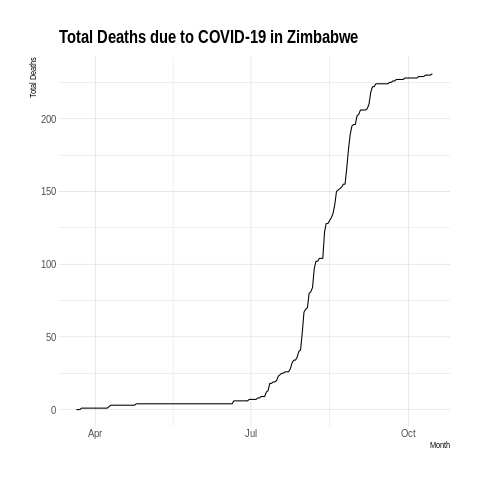 Total Deaths due to COVID-19 in Zimbabwe
Total Deaths
200
150
100
50
0
Apr
Jul
Oct
Month